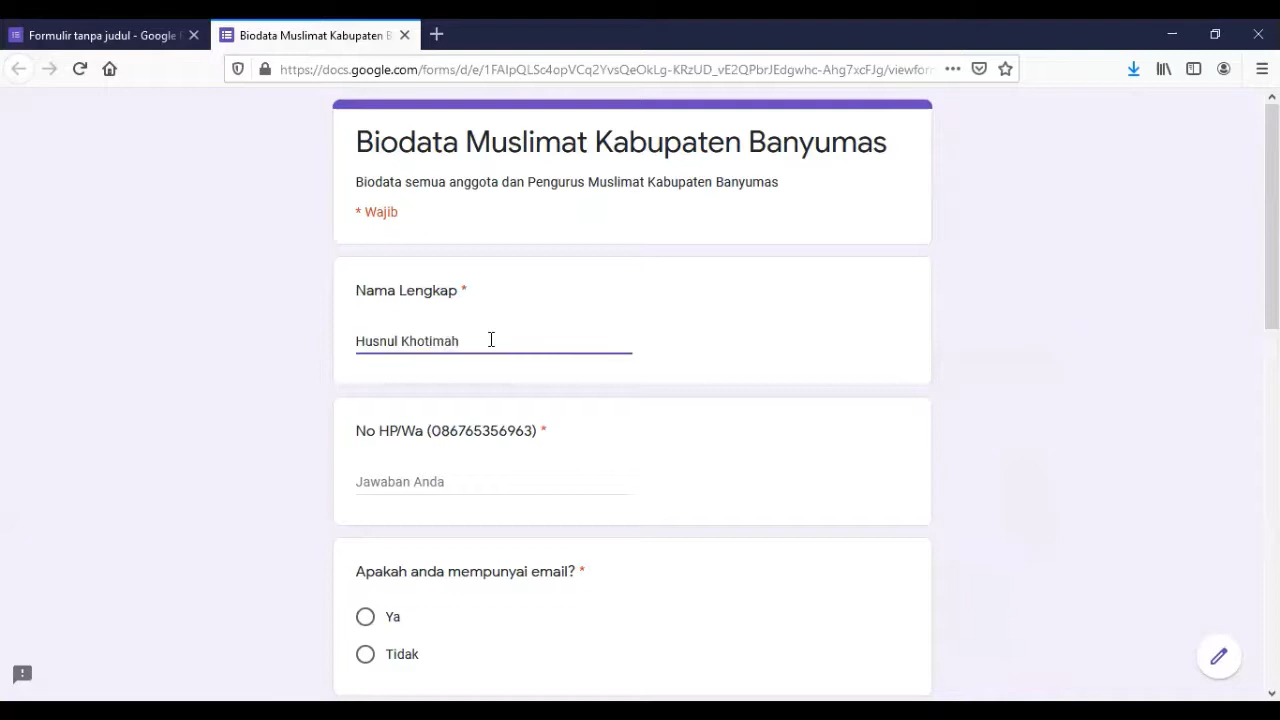 Formulir tanpa judul - Google F
Biodata Muslimat Kabupaten B
https://docs.google.com/forms/d/e/1FAIpQLSc4opVCq2YvsQeOkLg-KRzUD_vE2QPbrJEdgwhc-Ahg7xcFJg/viewform
Biodata Muslimat Kabupaten Banyumas
Biodata semua anggota dan Pengurus Muslimat Kabupaten Banyumas
* Wajib
Nama Lengkap *
Husnul Khotimah
No HP/Wa (086765356963) *
Jawaban Anda
Apakah anda mempunyai email? *
Ya
Tidak